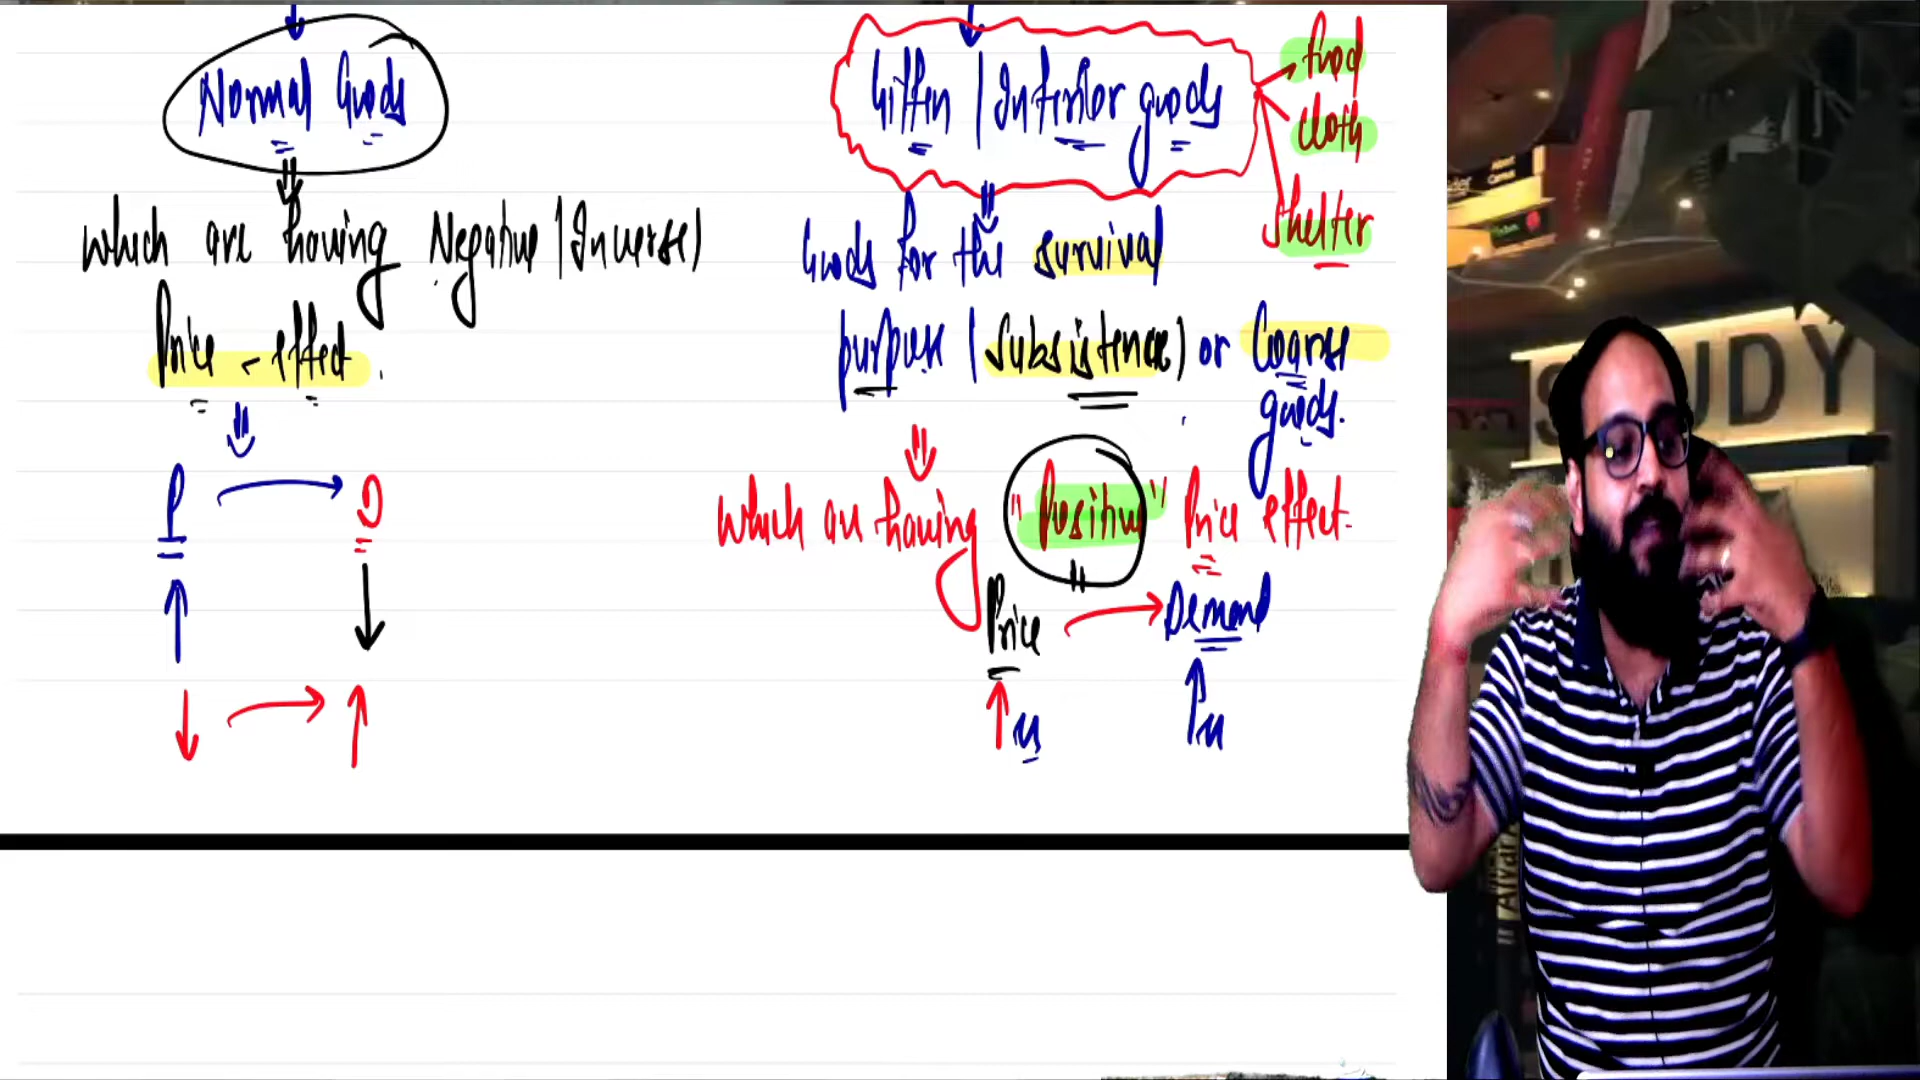 Normal Goods
which are having Negative (Inverse)
Price - effect.
P D
Giffen / Inferior goods
food
cloth
shelter
Goods for the survival
purpose (subsistence) or Coarse
goods.
which are having "Positive" Price effect.
Price Demand
STUDY